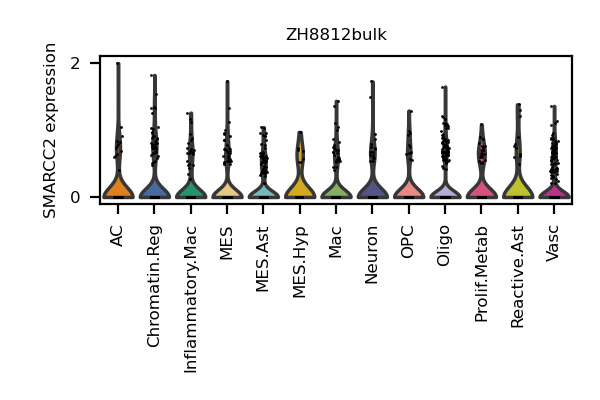 ZH8812bulk
SMARCC2 expression
2
0
AC
Chromatin.Reg
Inflammatory.Mac
MES
MES.Ast
MES.Hyp
Mac
Neuron
OPC
Oligo
Prolif.Metab
Reactive.Ast
Vasc